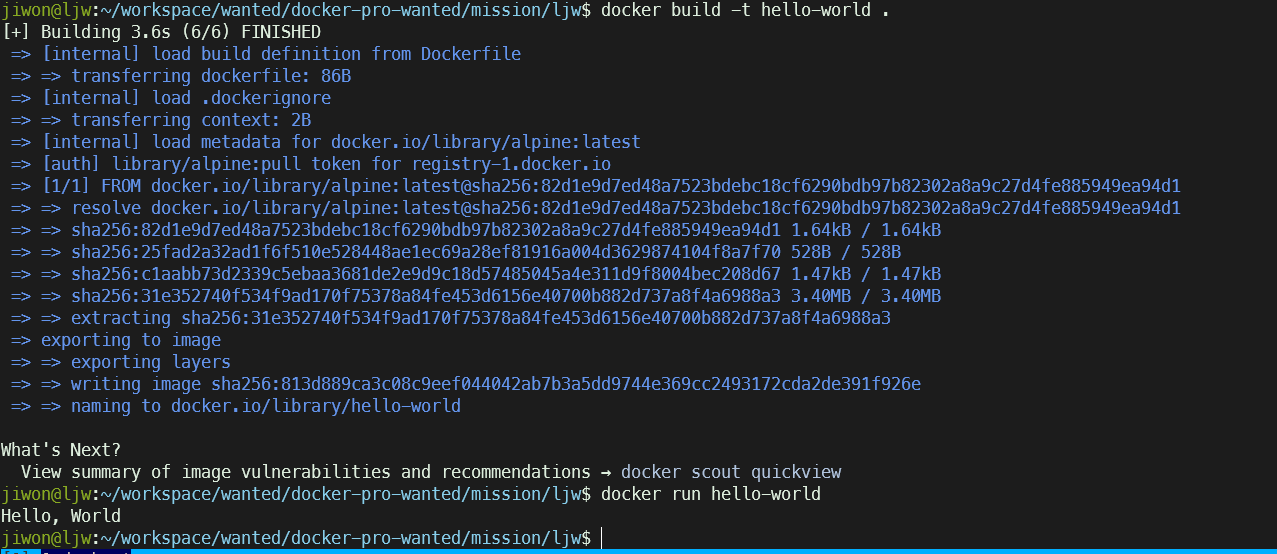 jiwon@ljw:~/workspace/wanted/docker-pro-wanted/mission/ljw$ docker build -t hello-world .
[+] Building 3.6s (6/6) FINISHED
=> [internal] load build definition from Dockerfile
=> => transferring dockerfile: 86B
=> [internal] load .dockerignore
=> => transferring context: 2B
=> [internal] load metadata for docker.io/library/alpine:latest
=> [auth] library/alpine:pull token for registry-1.docker.io
=> [1/1] FROM docker.io/library/alpine:latest@sha256:82d1e9d7ed48a7523bdebc18cf6290bdb97b82302a8a9c27d4fe885949ea94d1
=> => resolve docker.io/library/alpine:latest@sha256:82d1e9d7ed48a7523bdebc18cf6290bdb97b82302a8a9c27d4fe885949ea94d1
=> => sha256:82d1e9d7ed48a7523bdebc18cf6290bdb97b82302a8a9c27d4fe885949ea94d1 1.64kB / 1.64kB
=> => sha256:25fad2a32ad1f6f510e528448ae1ec69a28ef81916a004d3629874104f8a7f70 528B / 528B
=> => sha256:c1aabb73d2339c5ebaa3681de2e9d9c18d57485045a4e311d9f8004bec208d67 1.47kB / 1.47kB
=> => sha256:31e352740f534f9ad170f75378a84fe453d6156e40700b882d737a8f4a6988a3 3.40MB / 3.40MB
=> => extracting sha256:31e352740f534f9ad170f75378a84fe453d6156e40700b882d737a8f4a6988a3
=> exporting to image
=> => exporting layers
=> => writing image sha256:813d889ca3c08c9eef044042ab7b3a5dd9744e369cc2493172cda2de391f926e
=> => naming to docker.io/library/hello-world
What's Next?
View summary of image vulnerabilities and recommendations → docker scout quickview
jiwon@ljw:~/workspace/wanted/docker-pro-wanted/mission/ljw$ docker run hello-world
Hello, World
jiwon@ljw:~/workspace/wanted/docker-pro-wanted/mission/ljw$